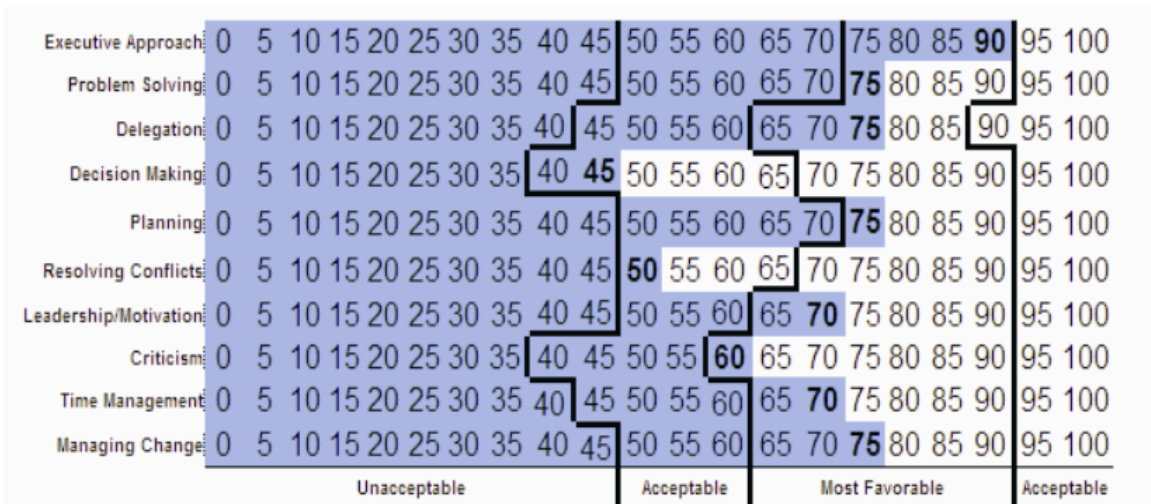 Executive Approach 0 5 10 15 20 25 30 35 40 45 50 55 60 65 70 75 80 85 90 95 100
Problem Solving 0 5 10 15 20 25 30 35 40 45 50 55 60 65 70 75 80 85 90 95 100
Delegation 0 5 10 15 20 25 30 35 40 45 50 55 60 65 70 75 80 85 90 95 100
Decision Making 0 5 10 15 20 25 30 35 40 45 50 55 60 65 70 75 80 85 90 95 100
Planning 0 5 10 15 20 25 30 35 40 45 50 55 60 65 70 75 80 85 90 95 100
Resolving Conflicts 0 5 10 15 20 25 30 35 40 45 50 55 60 65 70 75 80 85 90 95 100
Leadership/Motivation 0 5 10 15 20 25 30 35 40 45 50 55 60 65 70 75 80 85 90 95 100
Criticism 0 5 10 15 20 25 30 35 40 45 50 55 60 65 70 75 80 85 90 95 100
Time Management 0 5 10 15 20 25 30 35 40 45 50 55 60 65 70 75 80 85 90 95 100
Managing Change 0 5 10 15 20 25 30 35 40 45 50 55 60 65 70 75 80 85 90 95 100
Unacceptable Acceptable Most Favorable Acceptable